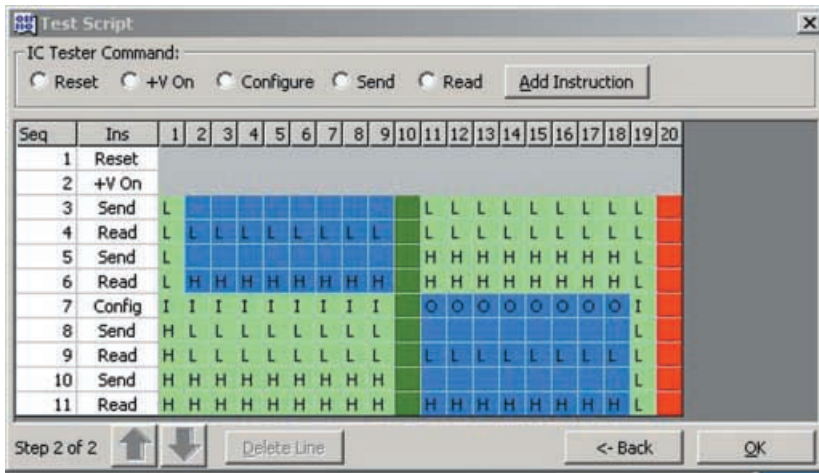 Test Script
IC Tester Command:
Reset +V On Configure Send Read Add Instruction
Seq Ins 1 2 3 4 5 6 7 8 9 10 11 12 13 14 15 16 17 18 19 20
1 Reset
2 +V On
3 Send L L L L L L L L L L
4 Read L L L L L L L L L L L L L L L L L L
5 Send L H H H H H H H H L
6 Read L H H H H H H H H H H H H H H H H L
7 Config I I I I I I I I I O O O O O O O O I
8 Send H L L L L L L L L L
9 Read H L L L L L L L L L L L L L L L L L
10 Send H H H H H H H H H L
11 Read H H H H H H H H H H H H H H H H H L
Step 2 of 2 Delete Line <- Back OK